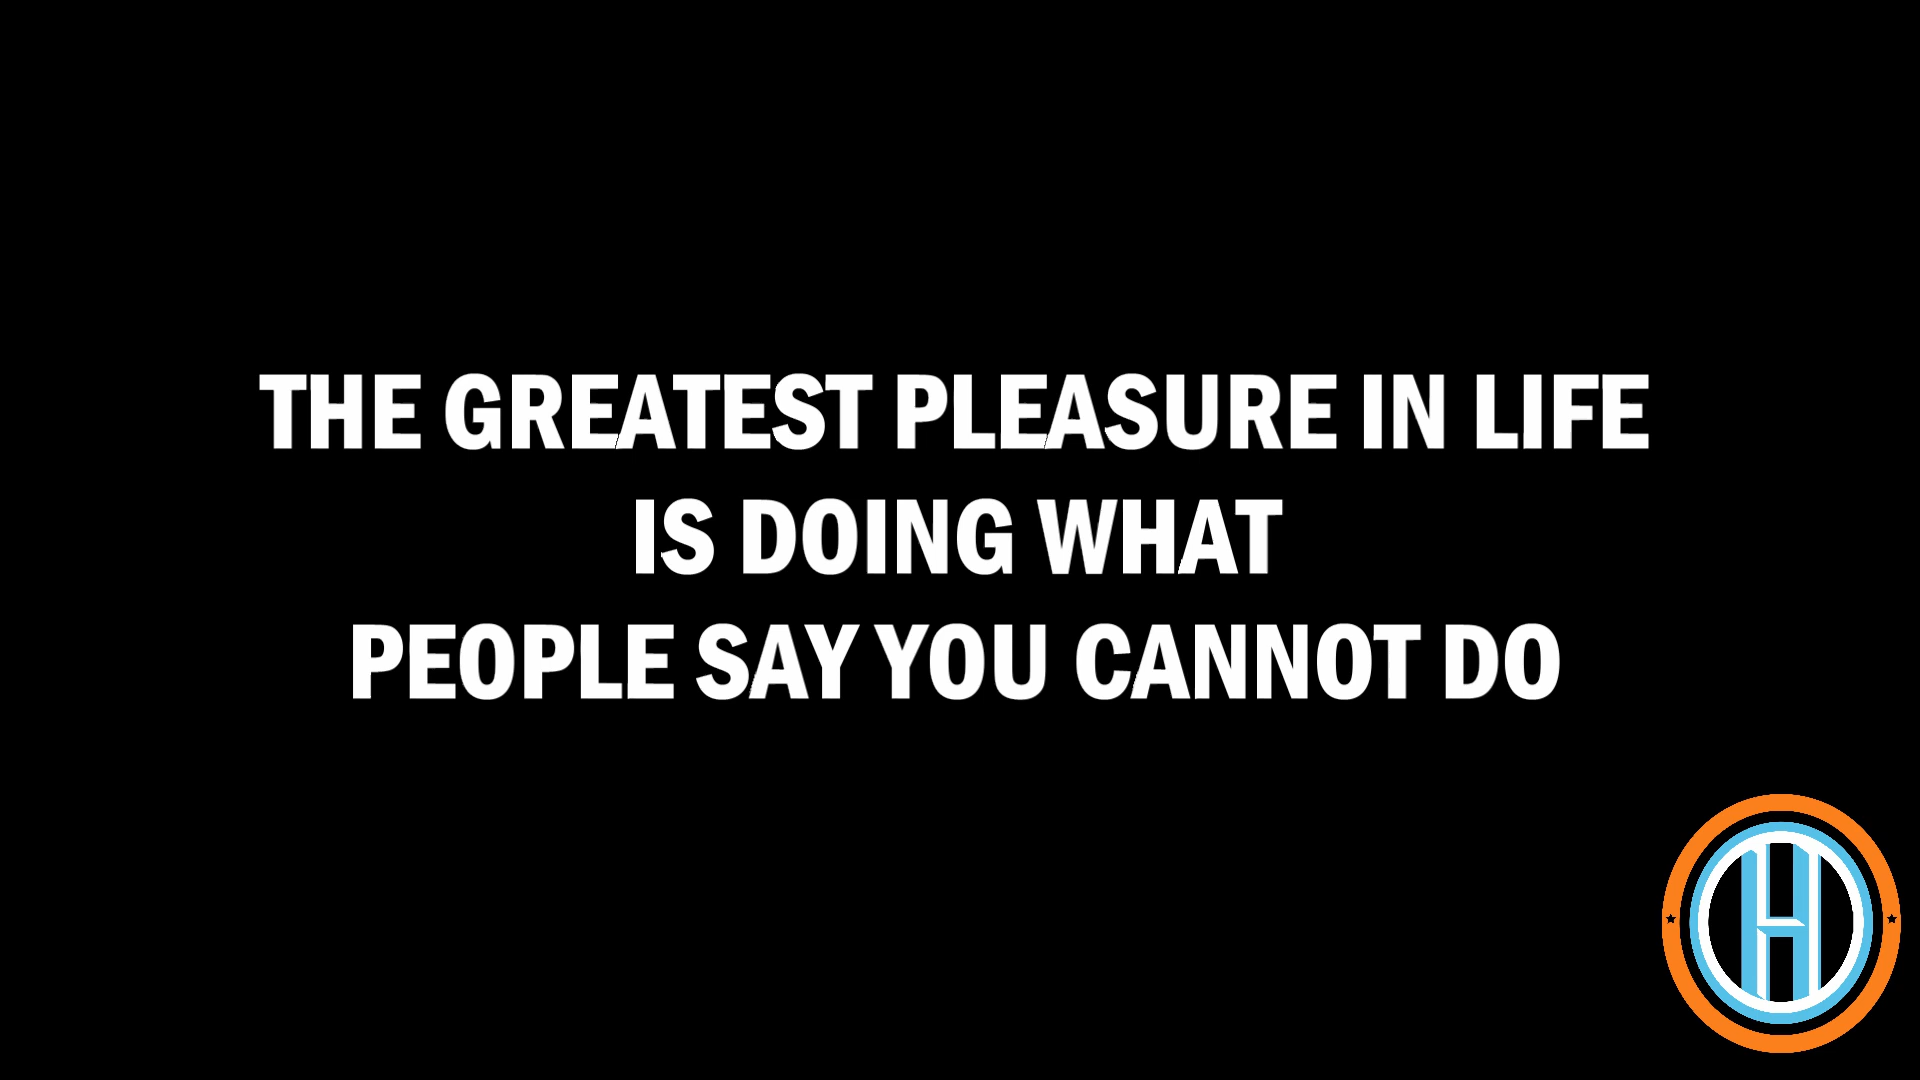 THE GREATEST PLEASURE IN LIFE
IS DOING WHAT
PEOPLE SAY YOU CANNOT DO
H